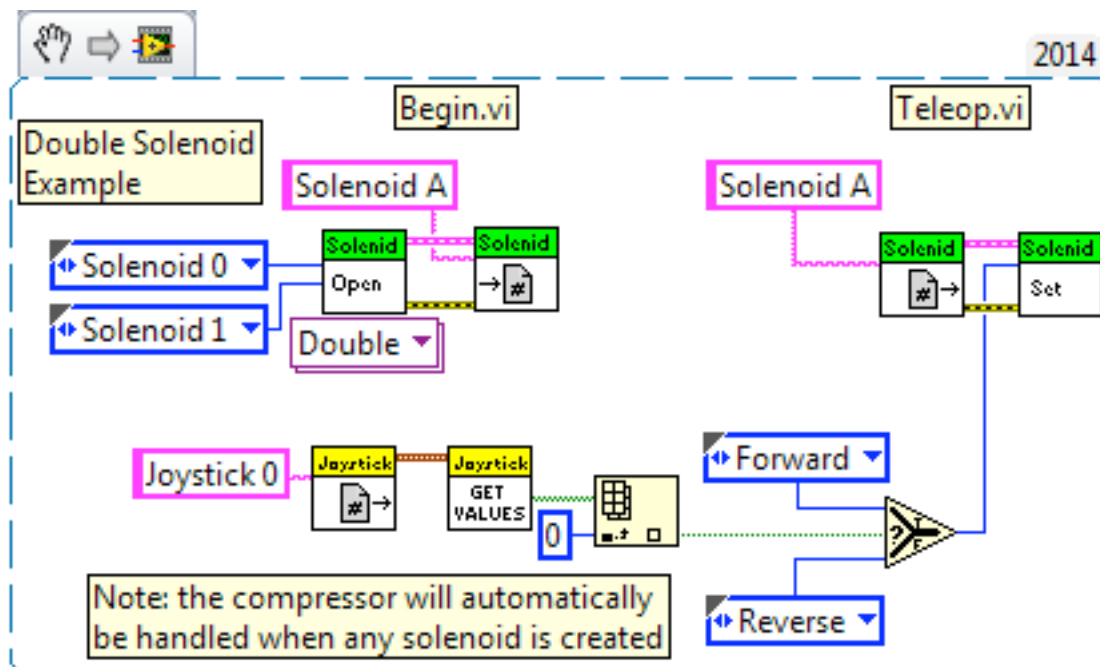 2014
Begin.vi
Teleop.vi
Double Solenoid
Example
Solenoid A
Solenoid A
Solenoid 0
Solenoid 1
Solenid
Open
Solenid
#
Double
Solenid
#
Solenid
Set
Joystick 0
Joystick
#
Joystick
GET
VALUES
0
Forward
?
T
F
Reverse
Note: the compressor will automatically
be handled when any solenoid is created